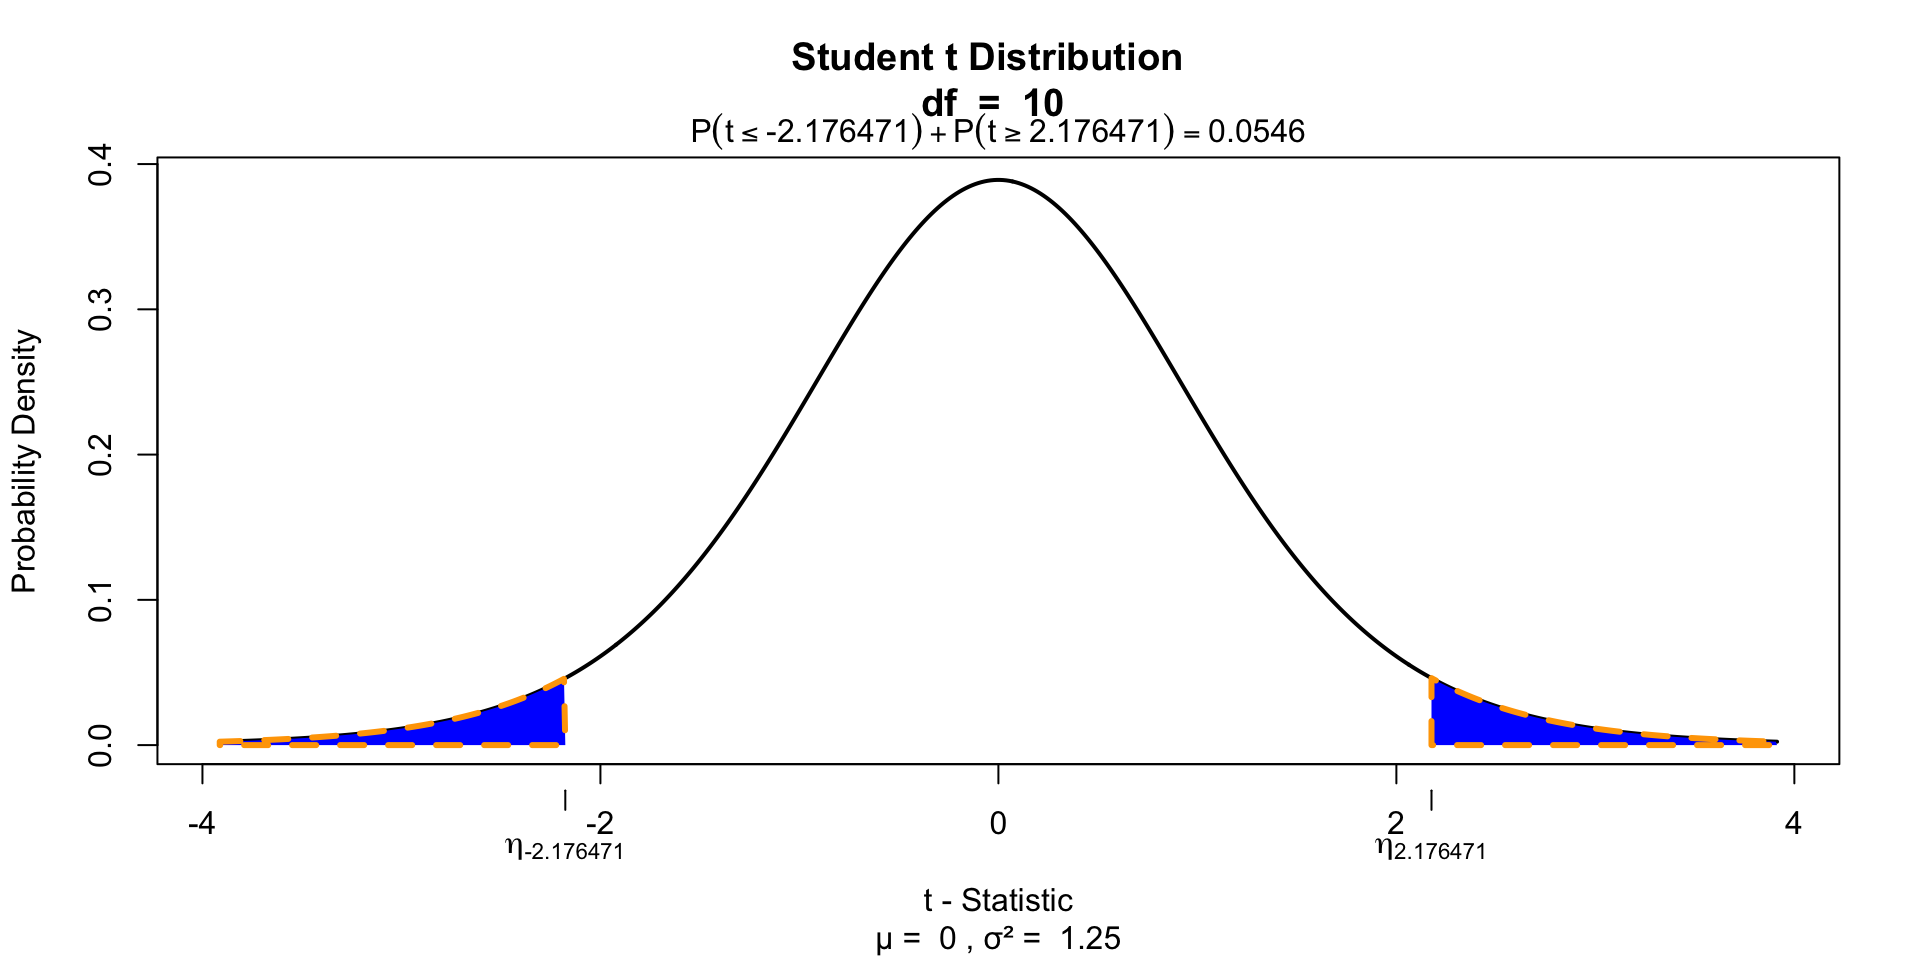 Student t Distribution
df = 10
P(t ≤ -2.176471) + P(t ≥ 2.176471) = 0.0546
Probability Density
0.4
0.3
0.2
0.1
0.0
-4 -2 0 2 4
η-2.176471 η2.176471
t - Statistic
μ = 0 , σ² = 1.25